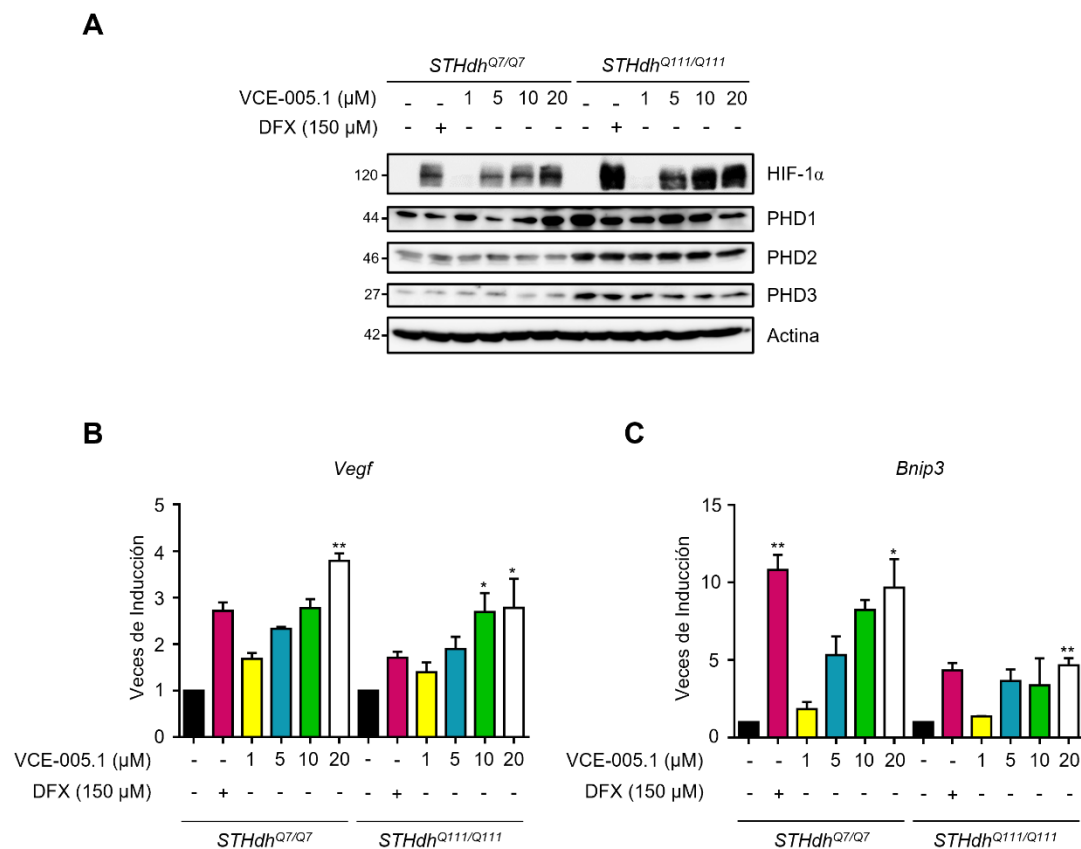 A
STHdhQ7/Q7 STHdhQ111/Q111
VCE-005.1 (µM) - - 1 5 10 20 - - 1 5 10 20
DFX (150 µM) - + - - - - - + - - - -
120 HIF-1α
44 PHD1
46 PHD2
27 PHD3
42 Actina
B
Vegf
Veces de Inducción
5
4
3
2
1
0
** * *
VCE-005.1 (µM) - - 1 5 10 20 - - 1 5 10 20
DFX (150 µM) - + - - - - - + - - - -
STHdhQ7/Q7 STHdhQ111/Q111
C
Bnip3
Veces de Inducción
15
10
5
0
** * **
VCE-005.1 (µM) - - 1 5 10 20 - - 1 5 10 20
DFX (150 µM) - + - - - - - + - - - -
STHdhQ7/Q7 STHdhQ111/Q111